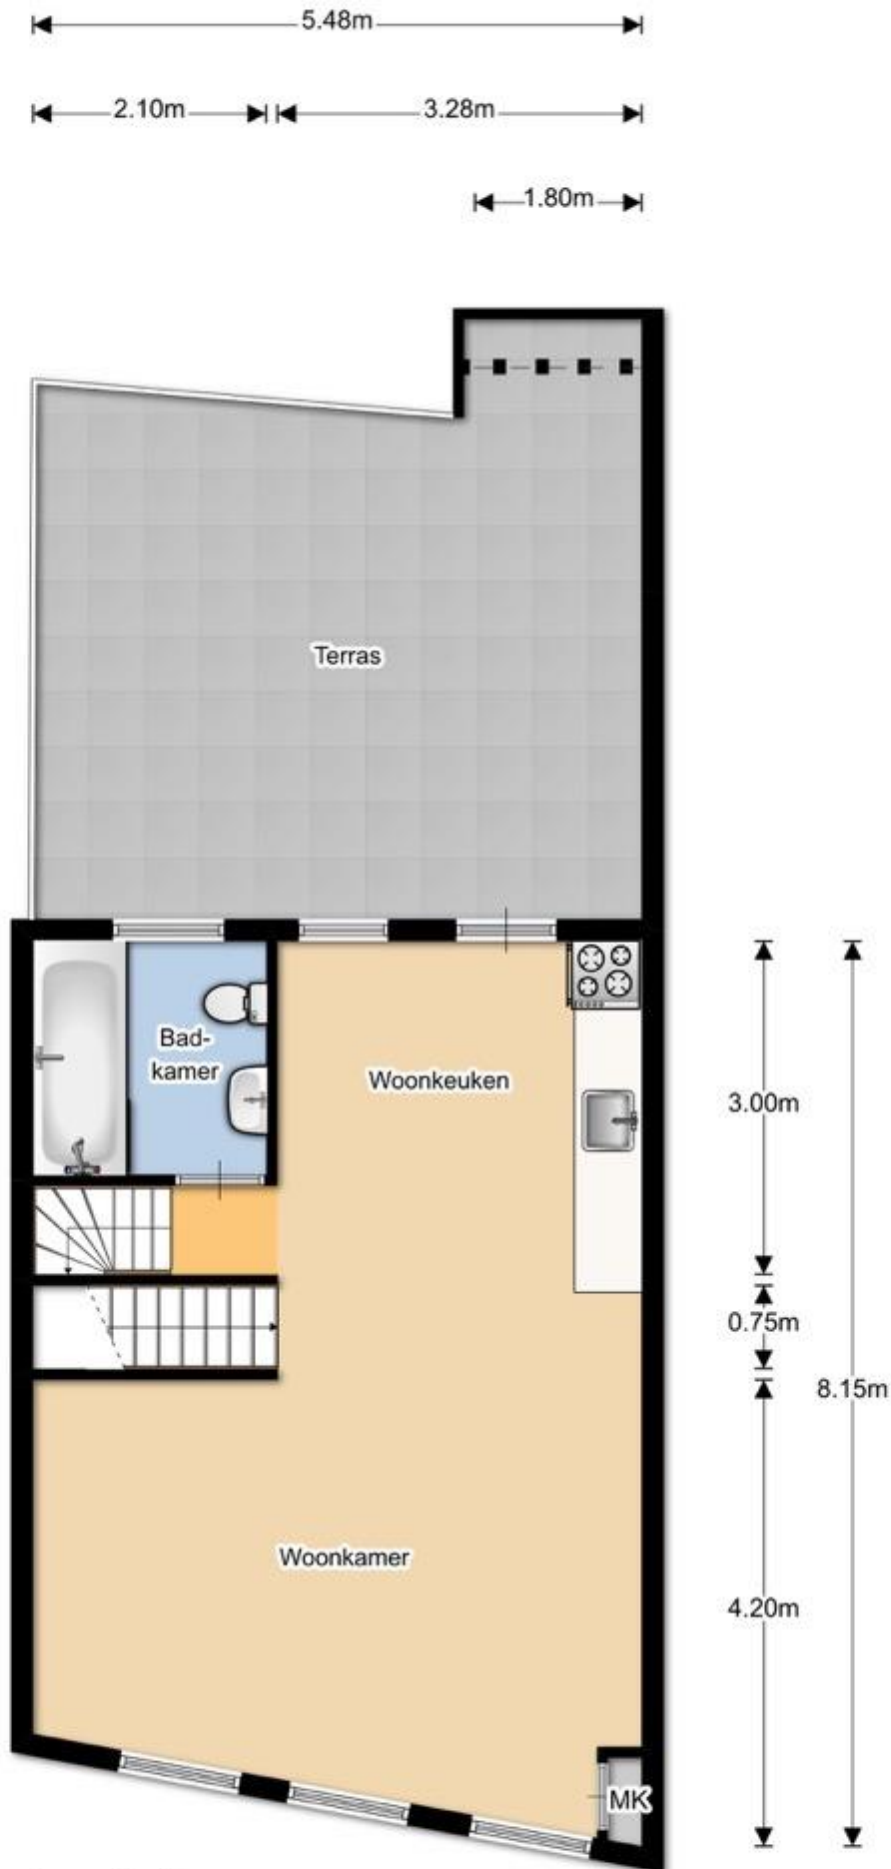 5.48m
2.10m
3.28m
1.80m
Terras
Bad-
kamer
Woonkeuken
3.00m
0.75m
8.15m
Woonkamer
4.20m
MK